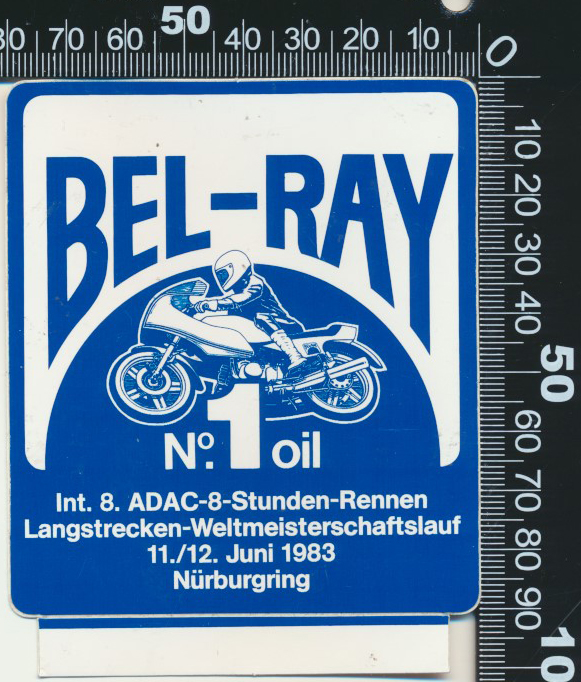 80 70 60 50 40 30 20 10 0
BEL-RAY
Nº. 1 oil
Int. 8. ADAC-8-Stunden-Rennen
Langstrecken-Weltmeisterschaftslauf
11./12. Juni 1983
Nürburgring
10 20 30 40 50 60 70 80 90 10